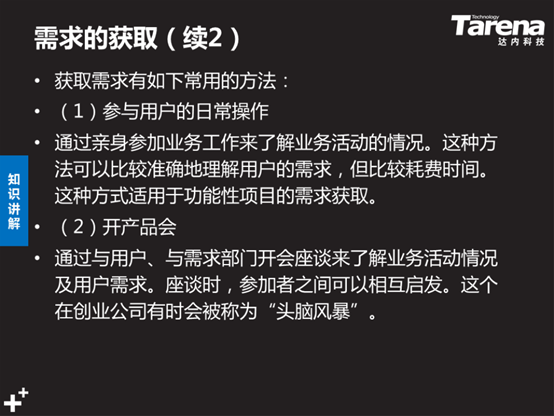 需求的获取（续2）
Technology
Tarena
达内科技
• 获取需求有如下常用的方法：
• （1）参与用户的日常操作
• 通过亲身参加业务工作来了解业务活动的情况。这种方
法可以比较准确地理解用户的需求，但比较耗费时间。
这种方式适用于功能性项目的需求获取。
• （2）开产品会
• 通过与用户、与需求部门开会座谈来了解业务活动情况
及用户需求。座谈时，参加者之间可以相互启发。这个
在创业公司有时会被称为“头脑风暴”。
知识讲解